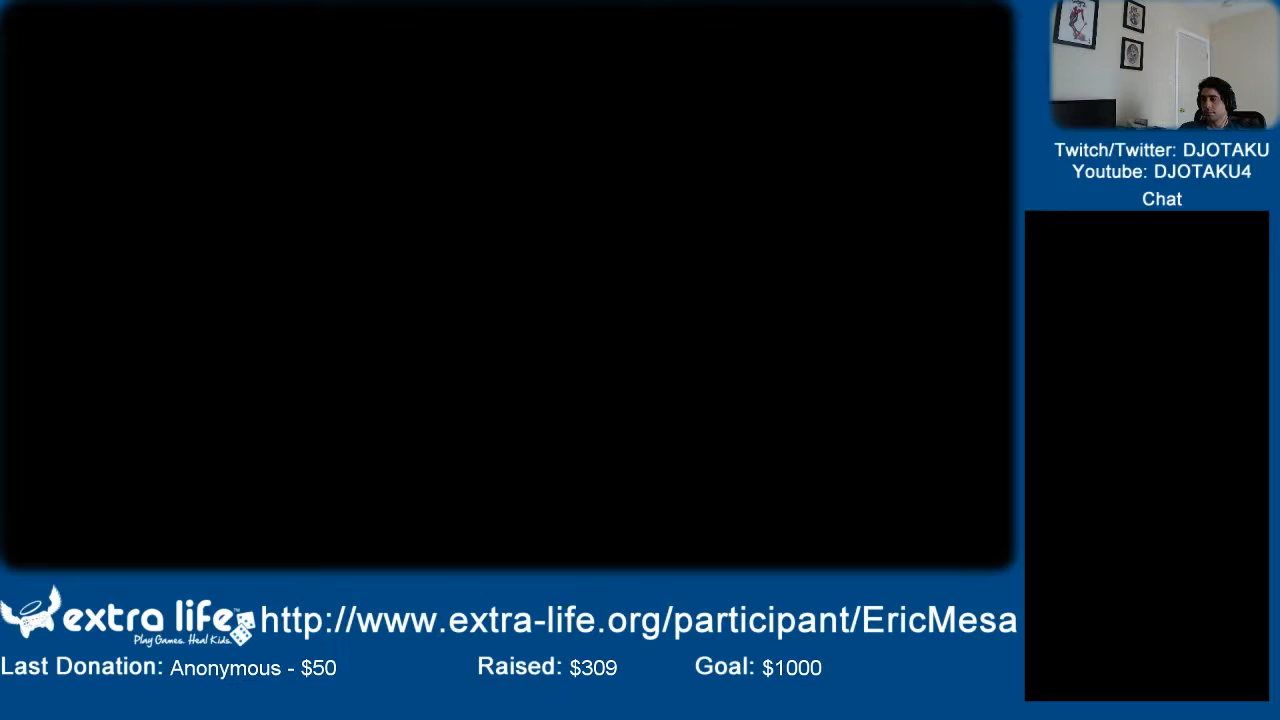 Twitch/Twitter: DJOTAKU
Youtube: DJOTAKU4
Chat
extra life
Play Games. Heal Kids.
http://www.extra-life.org/participant/EricMesa
Last Donation: Anonymous - $50 Raised: $309 Goal: $1000